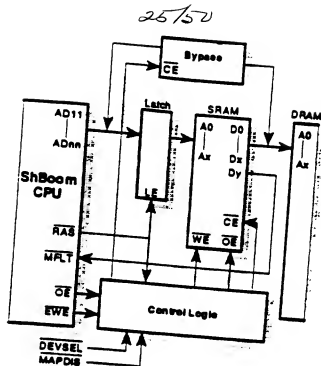 25/50
Bypass
CE
Latch
SRAM
DRAM
AD11
ADnn
A0
Ax
D0
Dx
Dy
A0
Ax
ShBoom
CPU
LE
CE
WE
OE
RAS
MFLT
OE
EWE
Control Logic
DEVSEL
MAPDIS